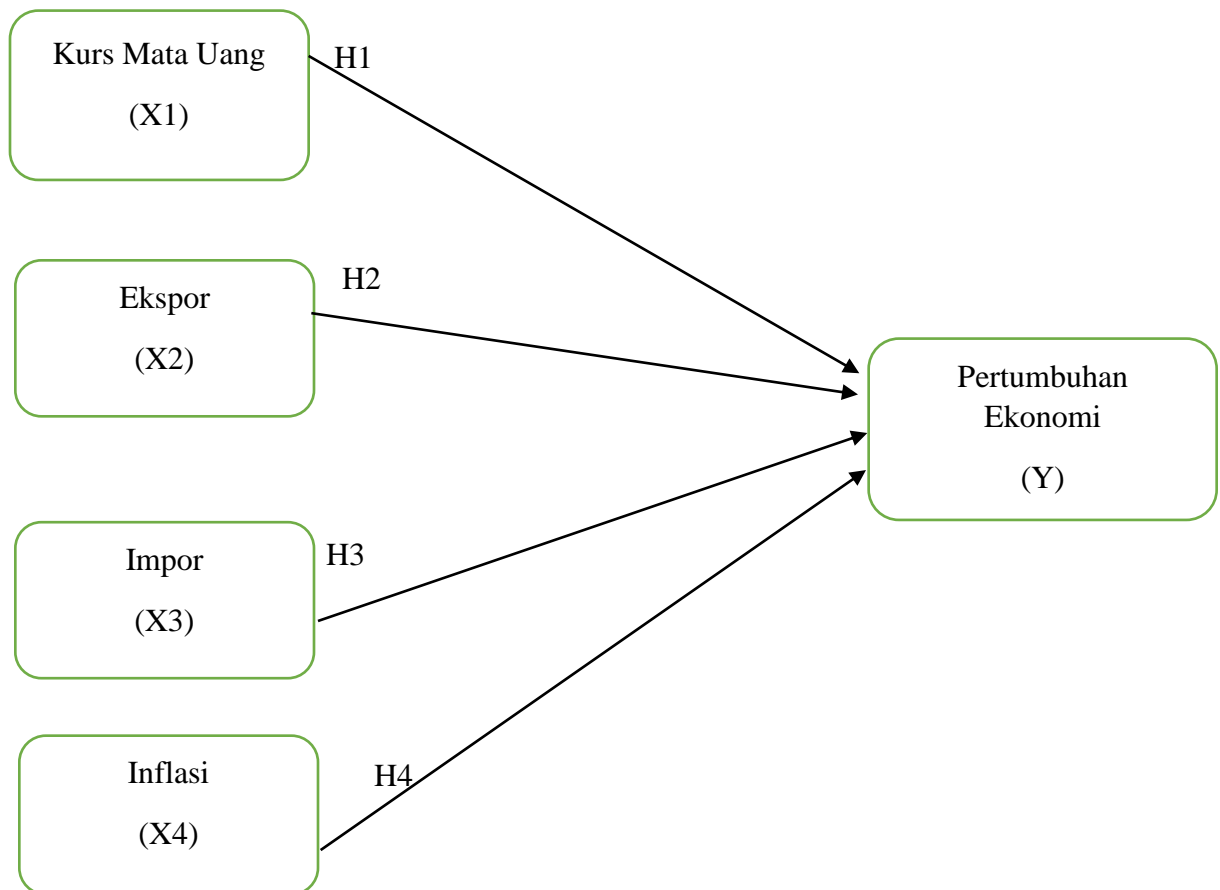 Kurs Mata Uang
(X1)
H1
Ekspor
(X2)
H2
Pertumbuhan
Ekonomi
(Y)
Impor
(X3)
H3
Inflasi
(X4)
H4